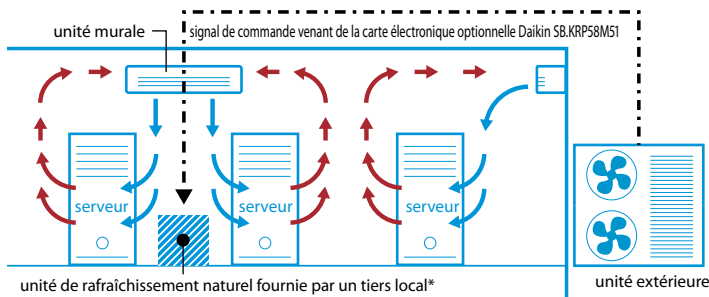 unité murale
signal de commande venant de la carte électronique optionnelle Daikin SB.KRP58M51
serveur
serveur
serveur
unité de rafraîchissement naturel fournie par un tiers local*
unité extérieure